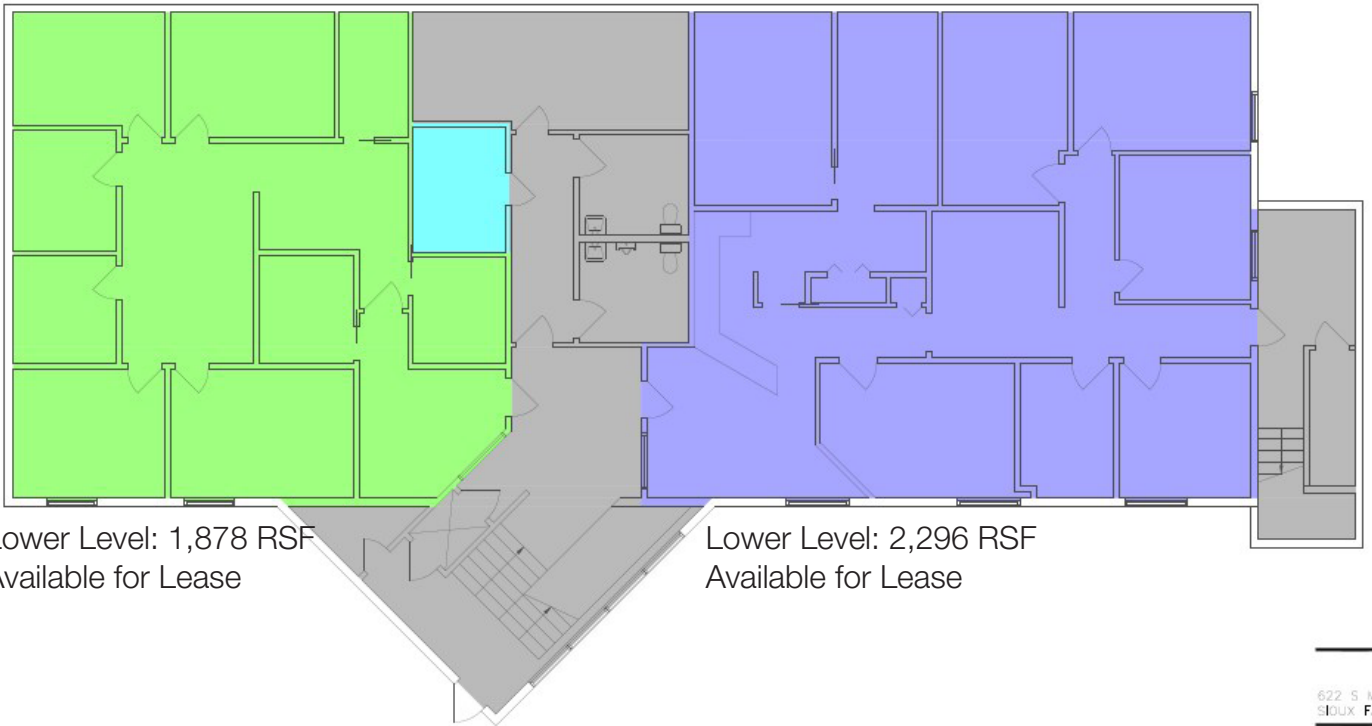 Lower Level: 1,878 RSF
Available for Lease
Lower Level: 2,296 RSF
Available for Lease
622 S
SIOUX